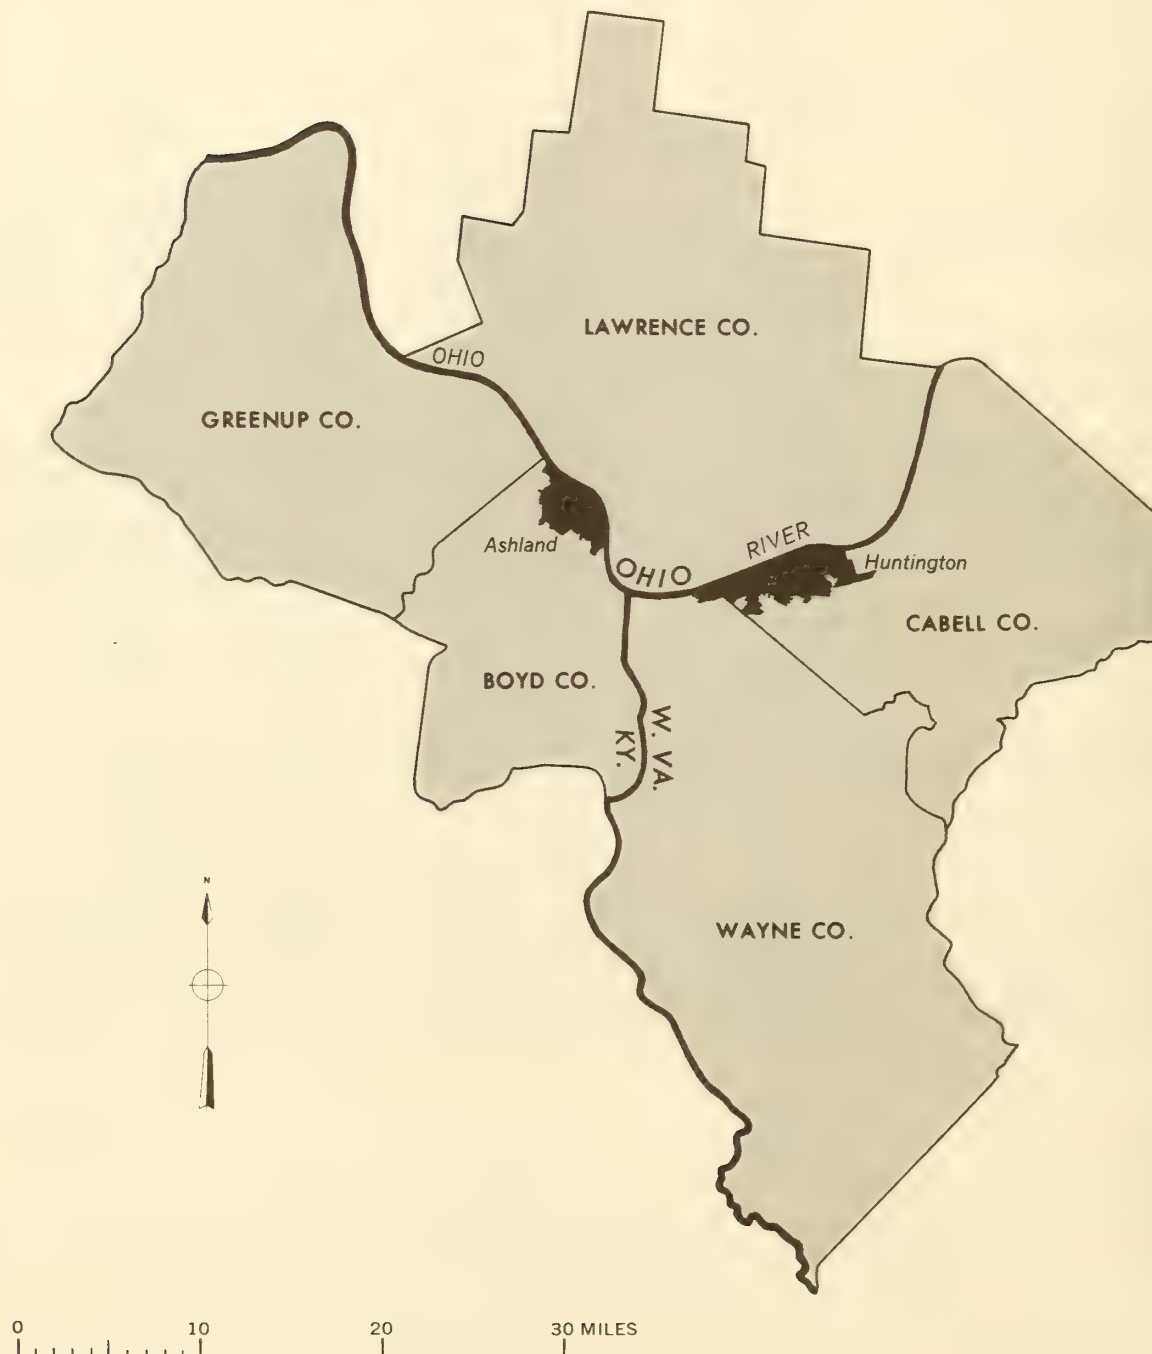 LAWRENCE CO.
OHIO
GREENUP CO.
RIVER
Ashland
Huntington
OHIO
CABELL CO.
BOYD CO.
W. VA.
KY.
N
WAYNE CO.
0 10 20 30 MILES